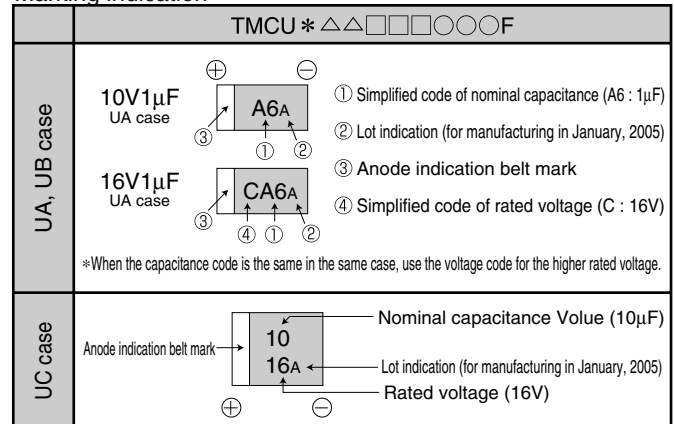 Marking indication
TMCU * △△□□□○○○F
UA, UB case
⊕ ⊖
10V1μF
UA case
A6A
③ ① ②
16V1μF
UA case
CA6A
③ ④ ① ②
① Simplified code of nominal capacitance (A6 : 1μF)
② Lot indication (for manufacturing in January, 2005)
③ Anode indication belt mark
④ Simplified code of rated voltage (C : 16V)
*When the capacitance code is the same in the same case, use the voltage code for the higher rated voltage.
UC case
Anode indication belt mark
10
16A
⊕ ⊖
Nominal capacitance Volue (10μF)
Lot indication (for manufacturing in January, 2005)
Rated voltage (16V)